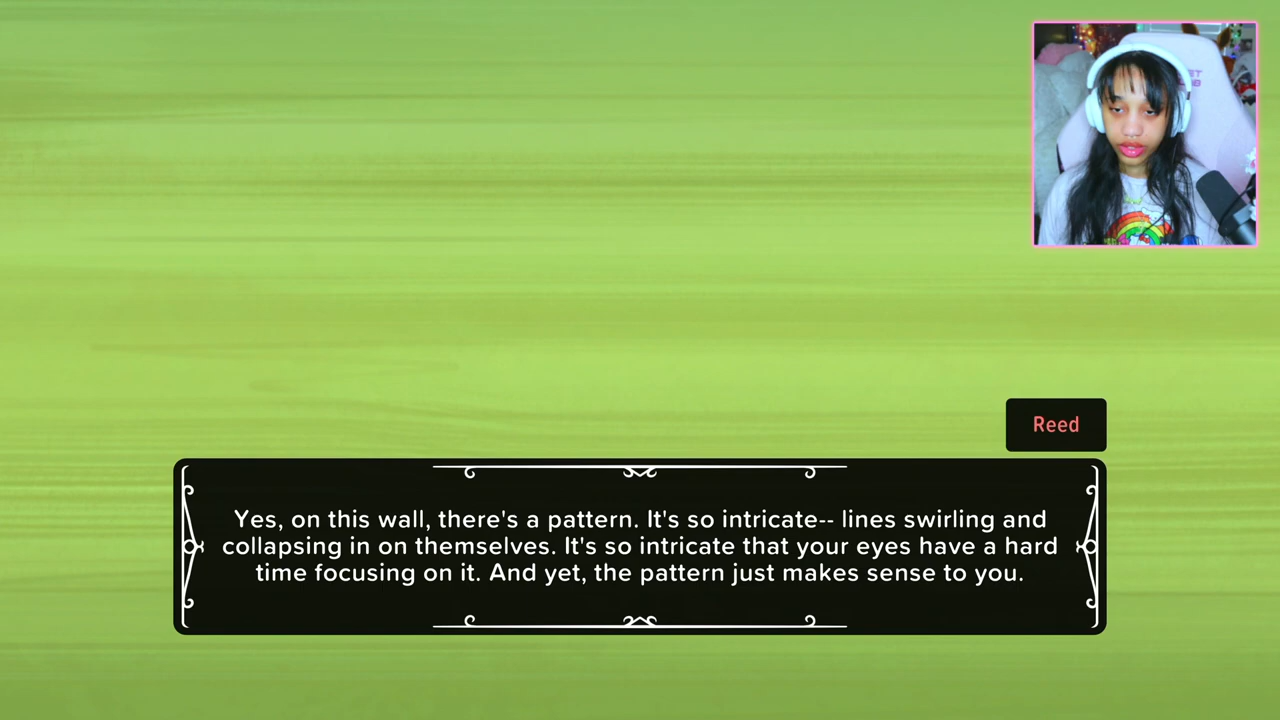 Reed
Yes, on this wall, there's a pattern. It's so intricate-- lines swirling and
collapsing in on themselves. It's so intricate that your eyes have a hard
time focusing on it. And yet, the pattern just makes sense to you.